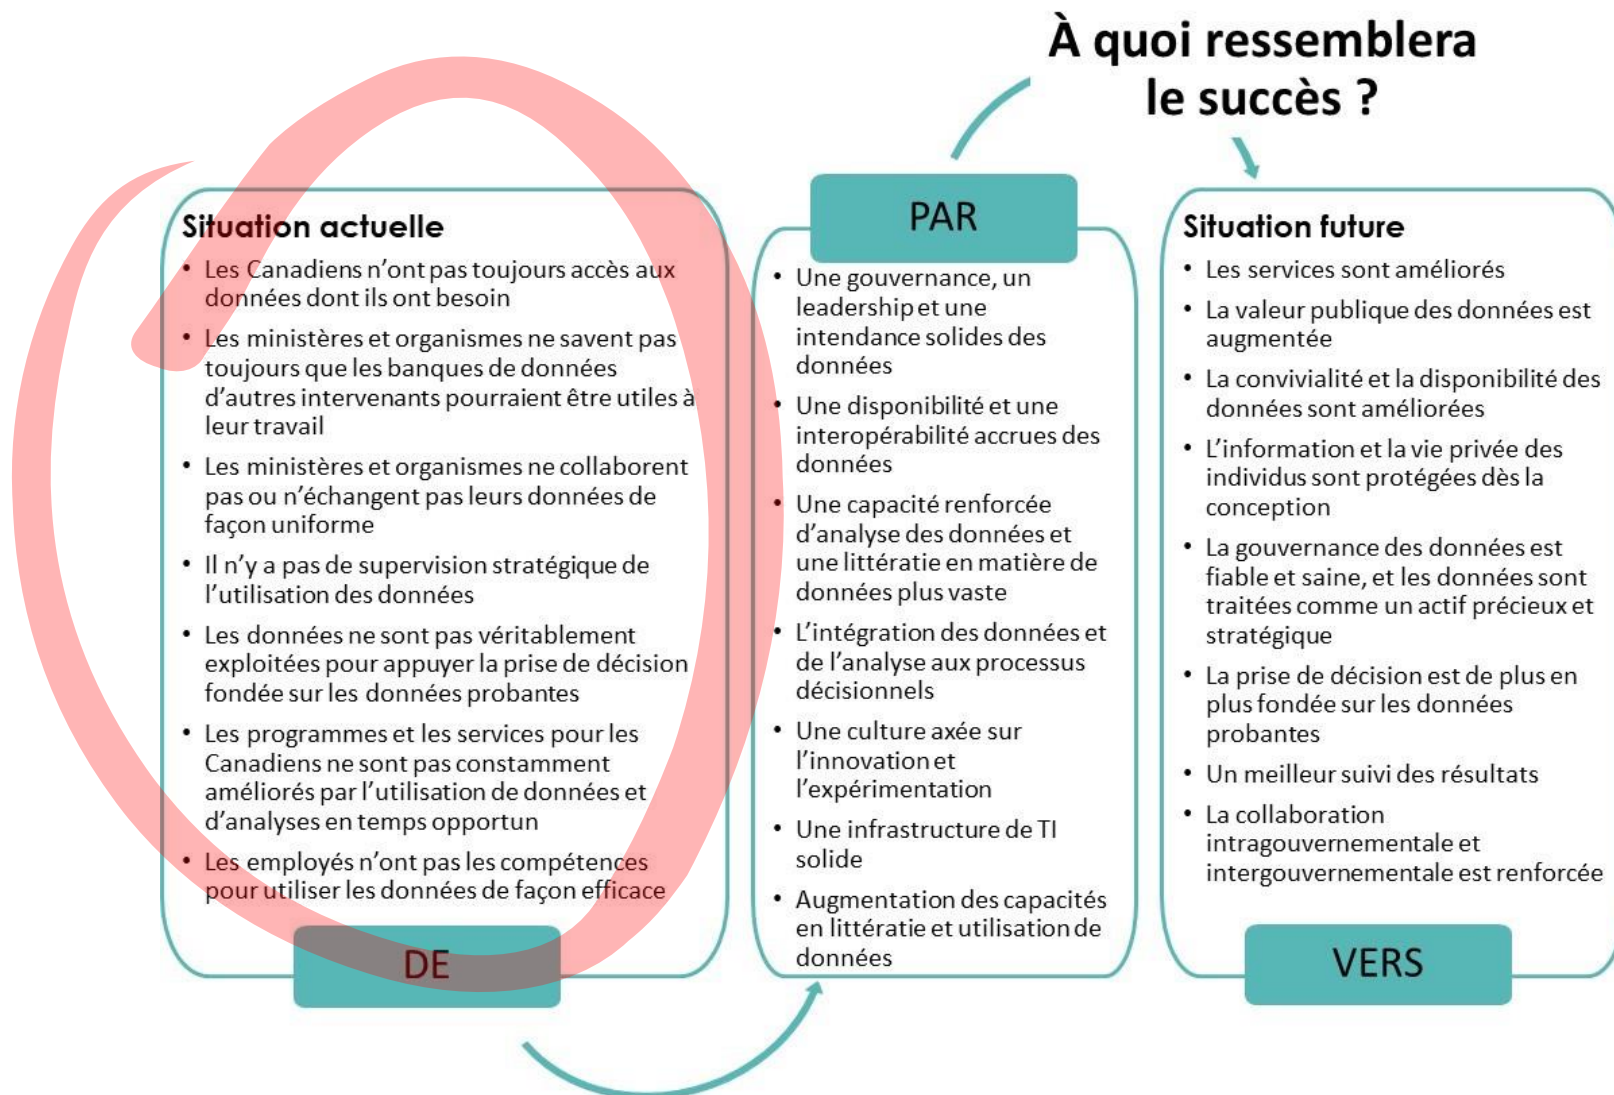 À quoi ressemblera
le succès ?
Situation actuelle
• Les Canadiens n’ont pas toujours accès aux
données dont ils ont besoin
• Les ministères et organismes ne savent pas
toujours que les banques de données
d’autres intervenants pourraient être utiles à
leur travail
• Les ministères et organismes ne collaborent
pas ou n’échangent pas leurs données de
façon uniforme
• Il n’y a pas de supervision stratégique de
l’utilisation des données
• Les données ne sont pas véritablement
exploitées pour appuyer la prise de décision
fondée sur les données probantes
• Les programmes et les services pour les
Canadiens ne sont pas constamment
améliorés par l’utilisation de données et
d’analyses en temps opportun
• Les employés n’ont pas les compétences
pour utiliser les données de façon efficace
DE
PAR
• Une gouvernance, un
leadership et une
intendance solides des
données
• Une disponibilité et une
interopérabilité accrues des
données
• Une capacité renforcée
d’analyse des données et
une littératie en matière de
données plus vaste
• L’intégration des données et
de l’analyse aux processus
décisionnels
• Une culture axée sur
l’innovation et
l’expérimentation
• Une infrastructure de TI
solide
• Augmentation des capacités
en littératie et utilisation de
données
Situation future
• Les services sont améliorés
• La valeur publique des données est
augmentée
• La convivialité et la disponibilité des
données sont améliorées
• L’information et la vie privée des
individus sont protégées dès la
conception
• La gouvernance des données est
fiable et saine, et les données sont
traitées comme un actif précieux et
stratégique
• La prise de décision est de plus en
plus fondée sur les données
probantes
• Un meilleur suivi des résultats
• La collaboration
intragouvernementale et
intergouvernementale est renforcée
VERS